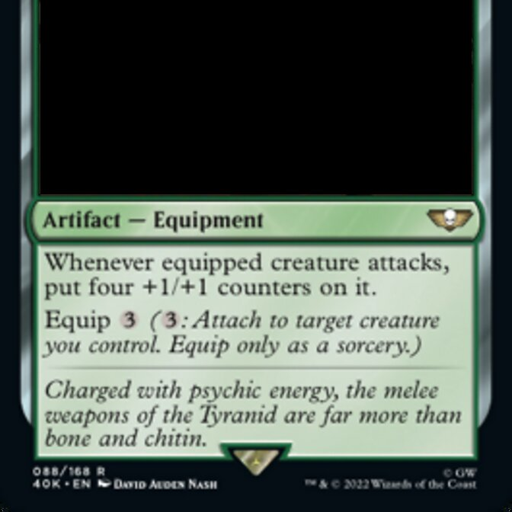 Artifact — Equipment
Whenever equipped creature attacks,
put four +1/+1 counters on it.
Equip 3 (3: Attach to target creature
you control. Equip only as a sorcery.)
Charged with psychic energy, the melee
weapons of the Tyranid are far more than
bone and chitin.
088/168 R
© GW
40K • EN David Auden Nash
™ & © 2022 Wizards of the Coast